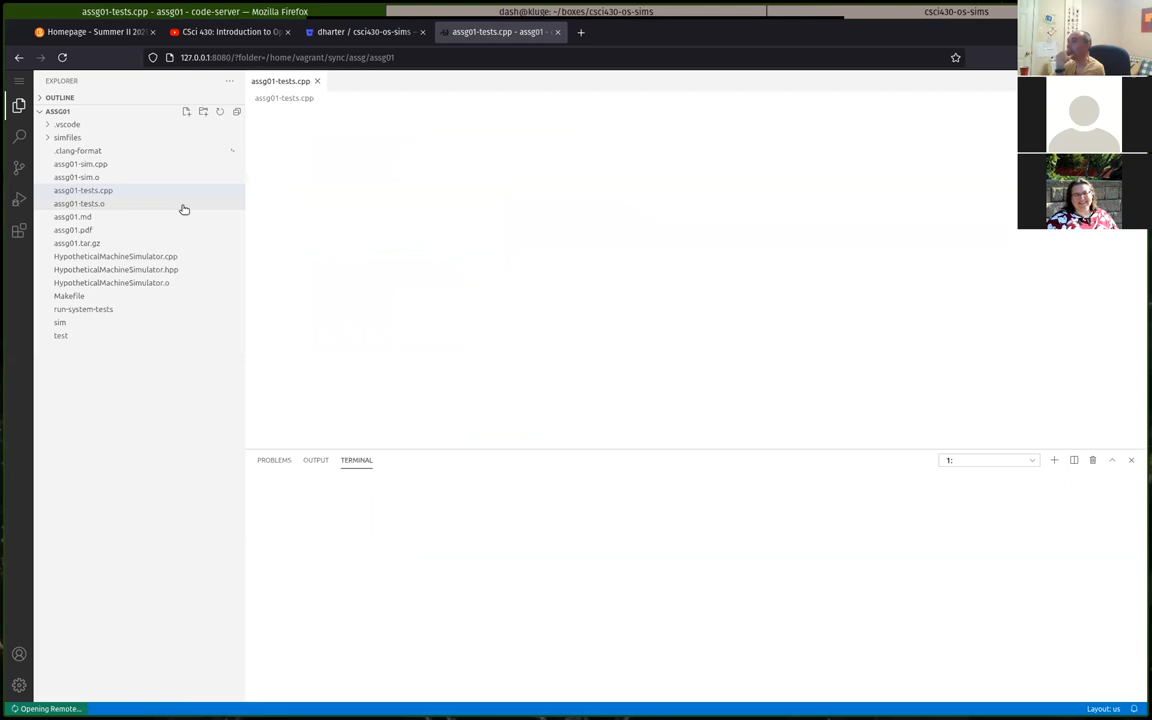 assg01-tests.cpp - assg01 - code-server — Mozilla Firefox
dash@kluge: ~/boxes/csci430-os-sims
csci430-os-sims
Homepage - Summer II 202
CSci 430: Introduction to Op
dharter / csci430-os-sims —
assg01-tests.cpp - assg01 - c
127.0.0.1:8080/?folder=/home/vagrant/sync/assg/assg01
EXPLORER
OUTLINE
ASSG01
.vscode
simfiles
.clang-format
assg01-sim.cpp
assg01-sim.o
assg01-tests.cpp
assg01-tests.o
assg01.md
assg01.pdf
assg01.tar.gz
HypotheticalMachineSimulator.cpp
HypotheticalMachineSimulator.hpp
HypotheticalMachineSimulator.o
Makefile
run-system-tests
sim
test
assg01-tests.cpp
assg01-tests.cpp
PROBLEMS
OUTPUT
TERMINAL
1:
Opening Remote...
Layout: us